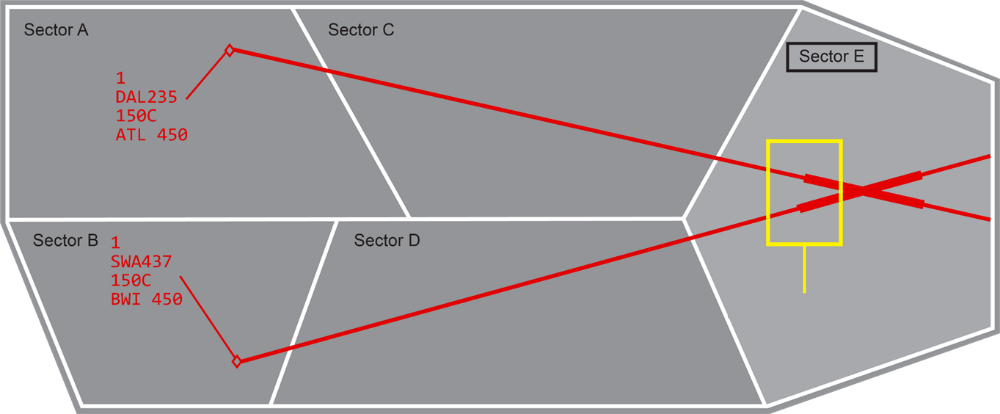 Sector A
Sector C
Sector E
1
DAL235
150C
ATL 450
Sector B
1
SWA437
150C
BWI 450
Sector D